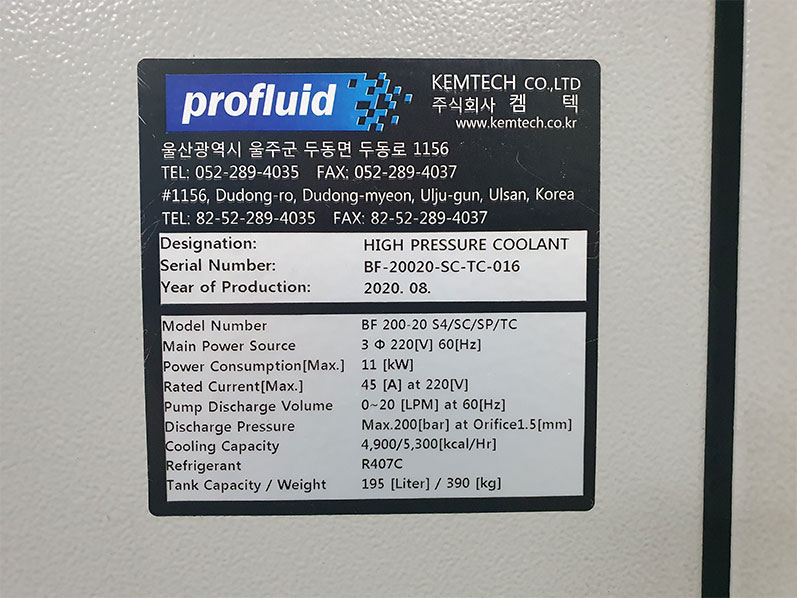 profluid
KEMTECH CO.,LTD
주식회사 켐 텍
www.kemtech.co.kr
울산광역시 울주군 두동면 두동로 1156
TEL: 052-289-4035 FAX: 052-289-4037
#1156, Dudong-ro, Dudong-myeon, Ulju-gun, Ulsan, Korea
TEL: 82-52-289-4035 FAX: 82-52-289-4037
Designation: HIGH PRESSURE COOLANT
Serial Number: BF-20020-SC-TC-016
Year of Production: 2020. 08.
Model Number BF 200-20 S4/SC/SP/TC
Main Power Source 3 Φ 220[V] 60[Hz]
Power Consumption[Max.] 11 [kW]
Rated Current[Max.] 45 [A] at 220[V]
Pump Discharge Volume 0~20 [LPM] at 60[Hz]
Discharge Pressure Max.200[bar] at Orifice1.5[mm]
Cooling Capacity 4,900/5,300[kcal/Hr]
Refrigerant R407C
Tank Capacity / Weight 195 [Liter] / 390 [kg]